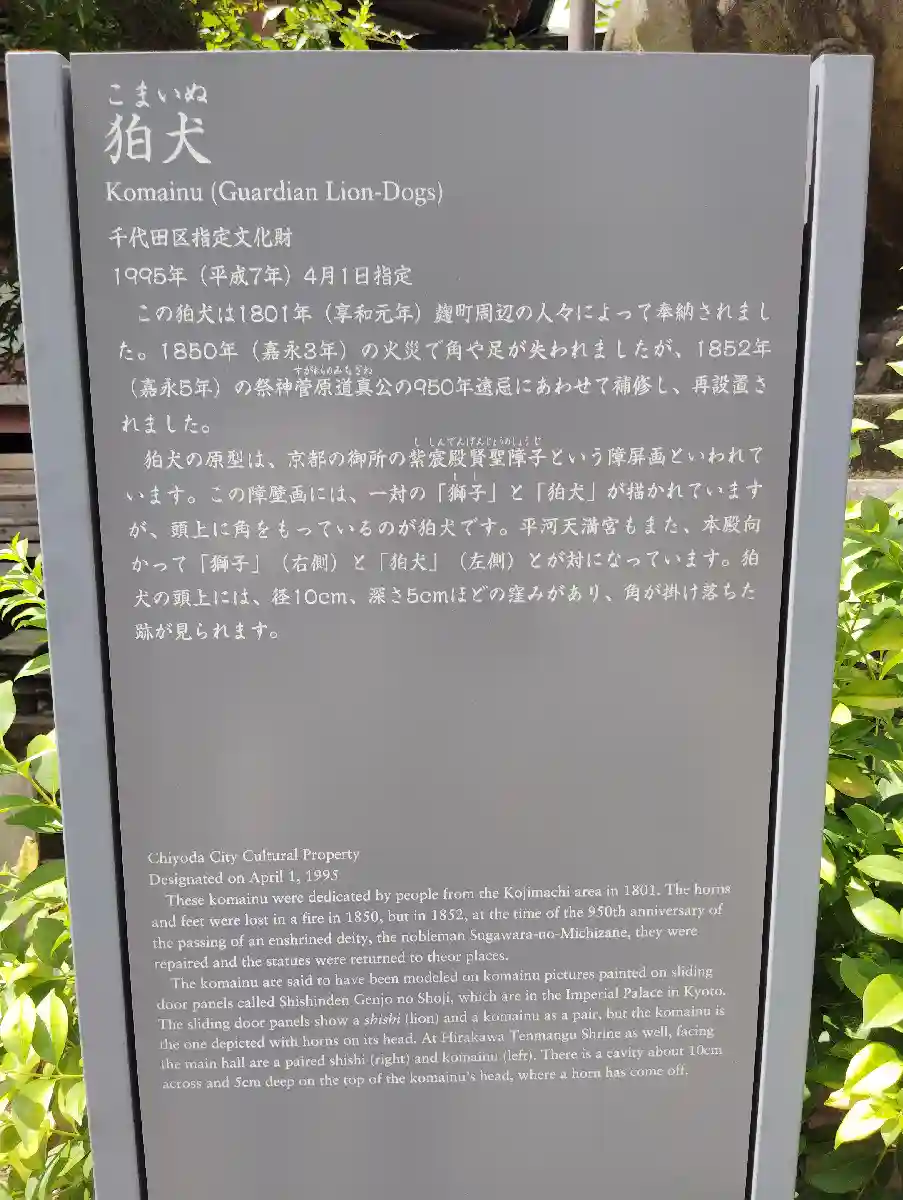 こまいぬ
狛犬
Komainu (Guardian Lion-Dogs)
千代田区指定文化財
1995年（平成7年）4月1日指定
この狛犬は1801年（享和元年）麹町周辺の人々によって奉納されまし
た。1850年（嘉永3年）の火災で角や足が失われましたが、1852年
すがわらのみちざね
（嘉永5年）の祭神菅原道真公の950年遠忌にあわせて補修し、再設置さ
れました。
ししんでんげんじょうのしょうじ
狛犬の原型は、京都の御所の紫宸殿賢聖障子という障屏画といわれて
しし
います。この障壁画には、一対の「獅子」と「狛犬」が描かれています
が、頭上に角をもっているのが狛犬です。平河天満宮もまた、本殿向
かって「獅子」（右側）と「狛犬」（左側）とが対になっています。狛
犬の頭上には、径10cm、深さ5cmほどの窪みがあり、角が掛け落ちた
跡が見られます。
Chiyoda City Cultural Property
Designated on April 1, 1995
These komainu were dedicated by people from the Kojimachi area in 1801. The horns
and feet were lost in a fire in 1850, but in 1852, at the time of the 950th anniversary of
the passing of an enshrined deity, the nobleman Sugawara-no-Michizane, they were
repaired and the statues were returned to theor places.
The komainu are said to have been modeled on komainu pictures painted on sliding
door panels called Shishinden Genjo no Shoji, which are in the Imperial Palace in Kyoto.
The sliding door panels show a shishi (lion) and a komainu as a pair, but the komainu is
the one depicted with horns on its head. At Hirakawa Tenmangu Shrine as well, facing
the main hall are a paired shishi (right) and komainu (left). There is a cavity about 10cm
across and 5cm deep on the top of the komainu's head, where a horn has come off.